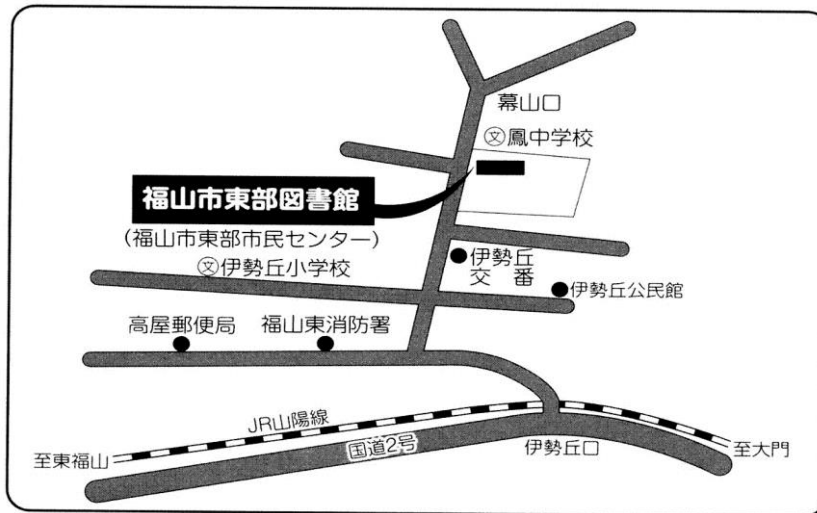 幕山口
㊛鳳中学校
福山市東部図書館
(福山市東部市民センター)
㊛伊勢丘小学校
伊勢丘
交番
伊勢丘公民館
高屋郵便局
福山東消防署
JR山陽線
国道2号
至東福山
伊勢丘口
至大門